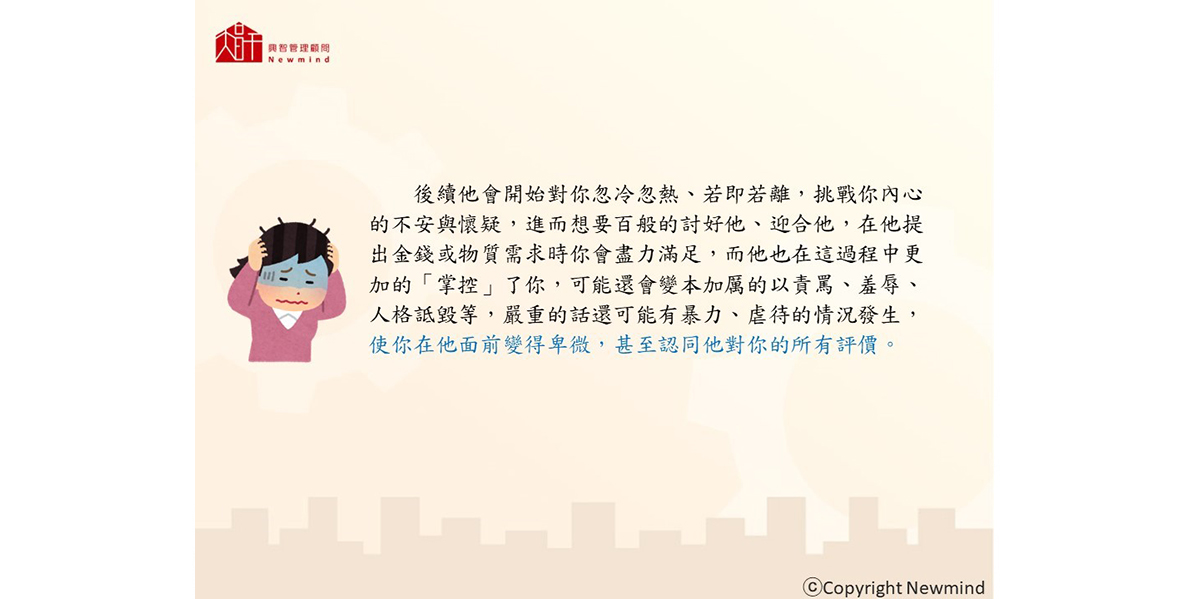 興智管理顧問
Newmind
後續他會開始對你忽冷忽熱、若即若離，挑戰你內心
的不安與懷疑，進而想要百般的討好他、迎合他，在他提
出金錢或物質需求時你會盡力滿足，而他也在這過程中更
加的「掌控」了你，可能還會變本加厲的以責罵、羞辱、
人格詆毀等，嚴重的話還可能有暴力、虐待的情況發生，
使你在他面前變得卑微，甚至認同他對你的所有評價。
ⓒCopyright Newmind